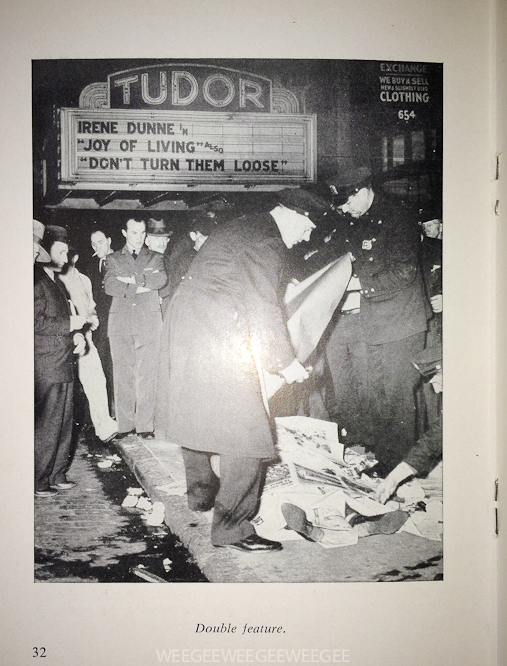 EXCHANGE
WE BUY & SELL
NEW & SLIGHTLY USED
CLOTHING
654
TUDOR
IRENE DUNNE IN
"JOY OF LIVING" ALSO
"DON'T TURN THEM LOOSE"
Double feature.
32
WEEGEEWEEGEEWEEGEE